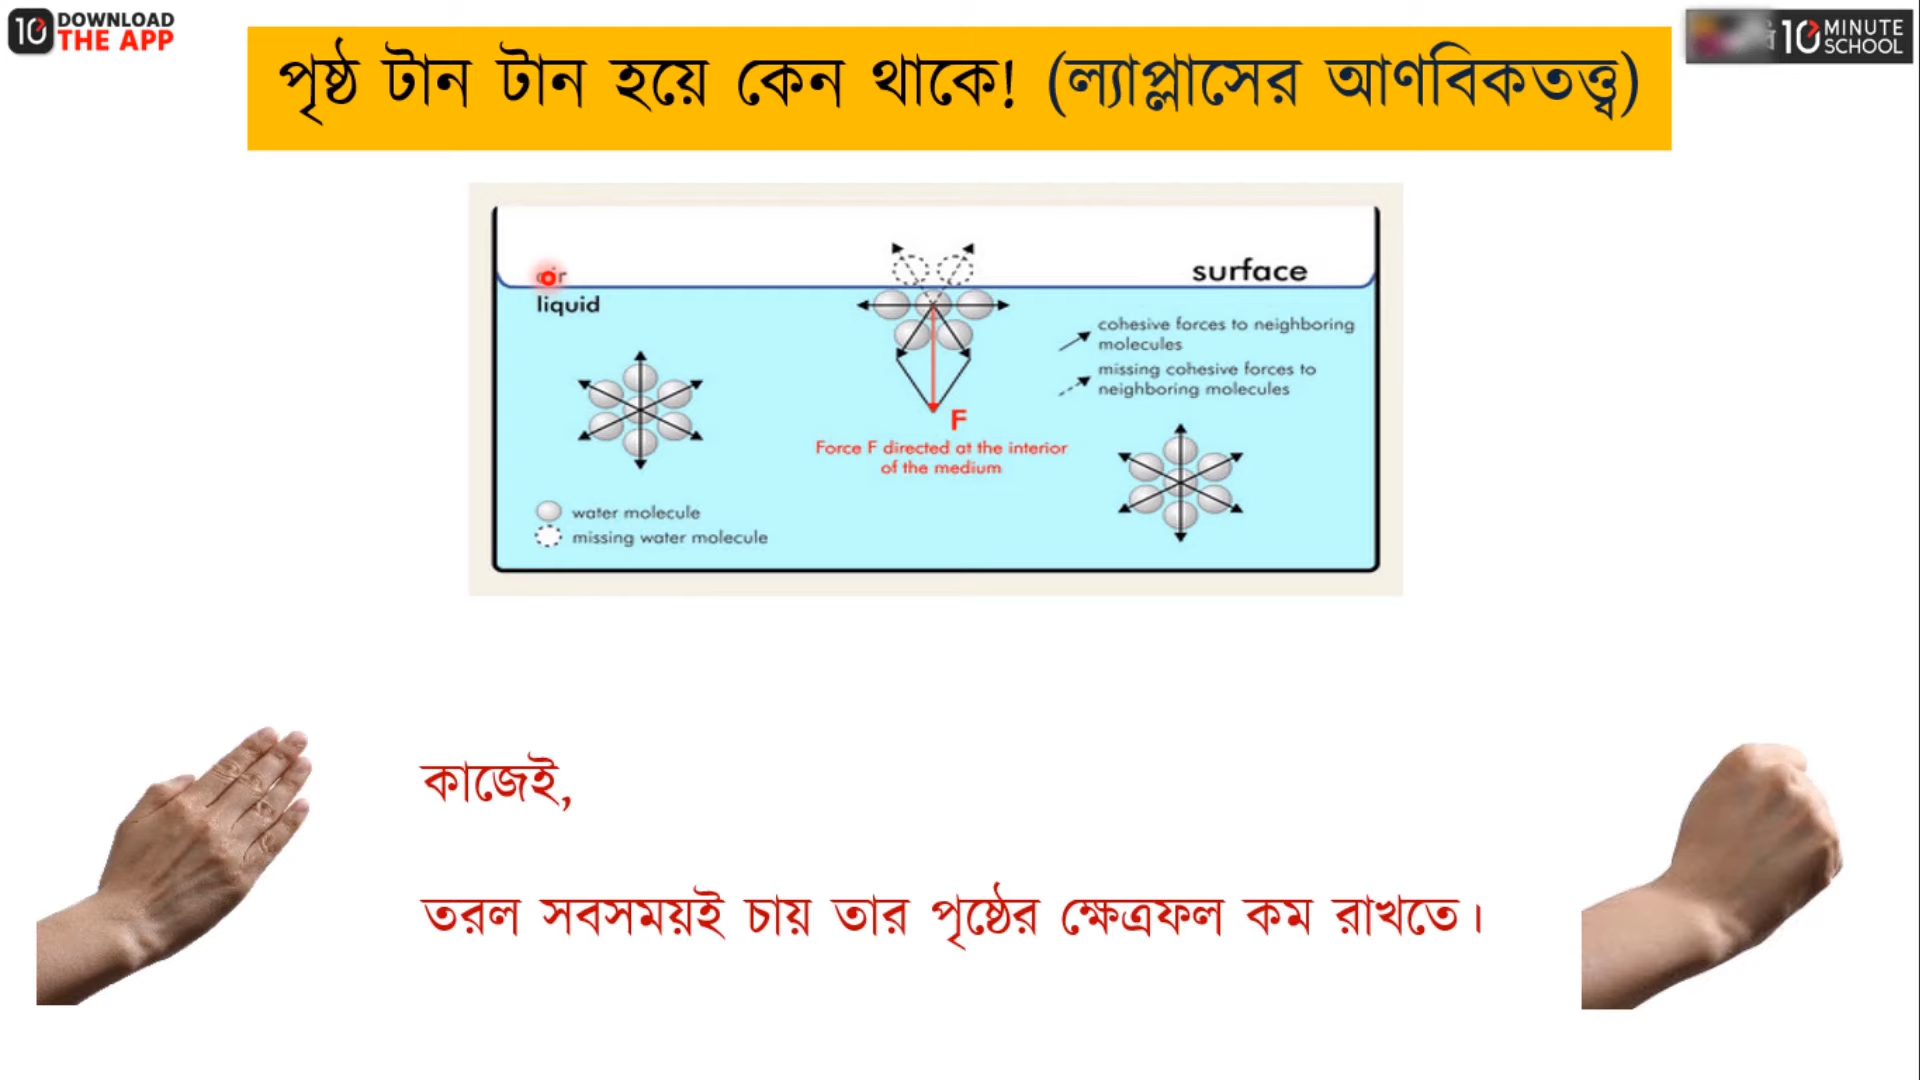 10 DOWNLOAD
THE APP
পৃষ্ঠ টান টান হয়ে কেন থাকে! (ল্যাপ্লাসের আণবিকতত্ত্ব)
10 MINUTE
SCHOOL
surface
liquid
cohesive forces to neighboring
molecules
missing cohesive forces to
neighboring molecules
F
Force F directed at the interior
of the medium
water molecule
missing water molecule
কাজেই,
তরল সবসময়ই চায় তার পৃষ্ঠের ক্ষেত্রফল কম রাখতে।